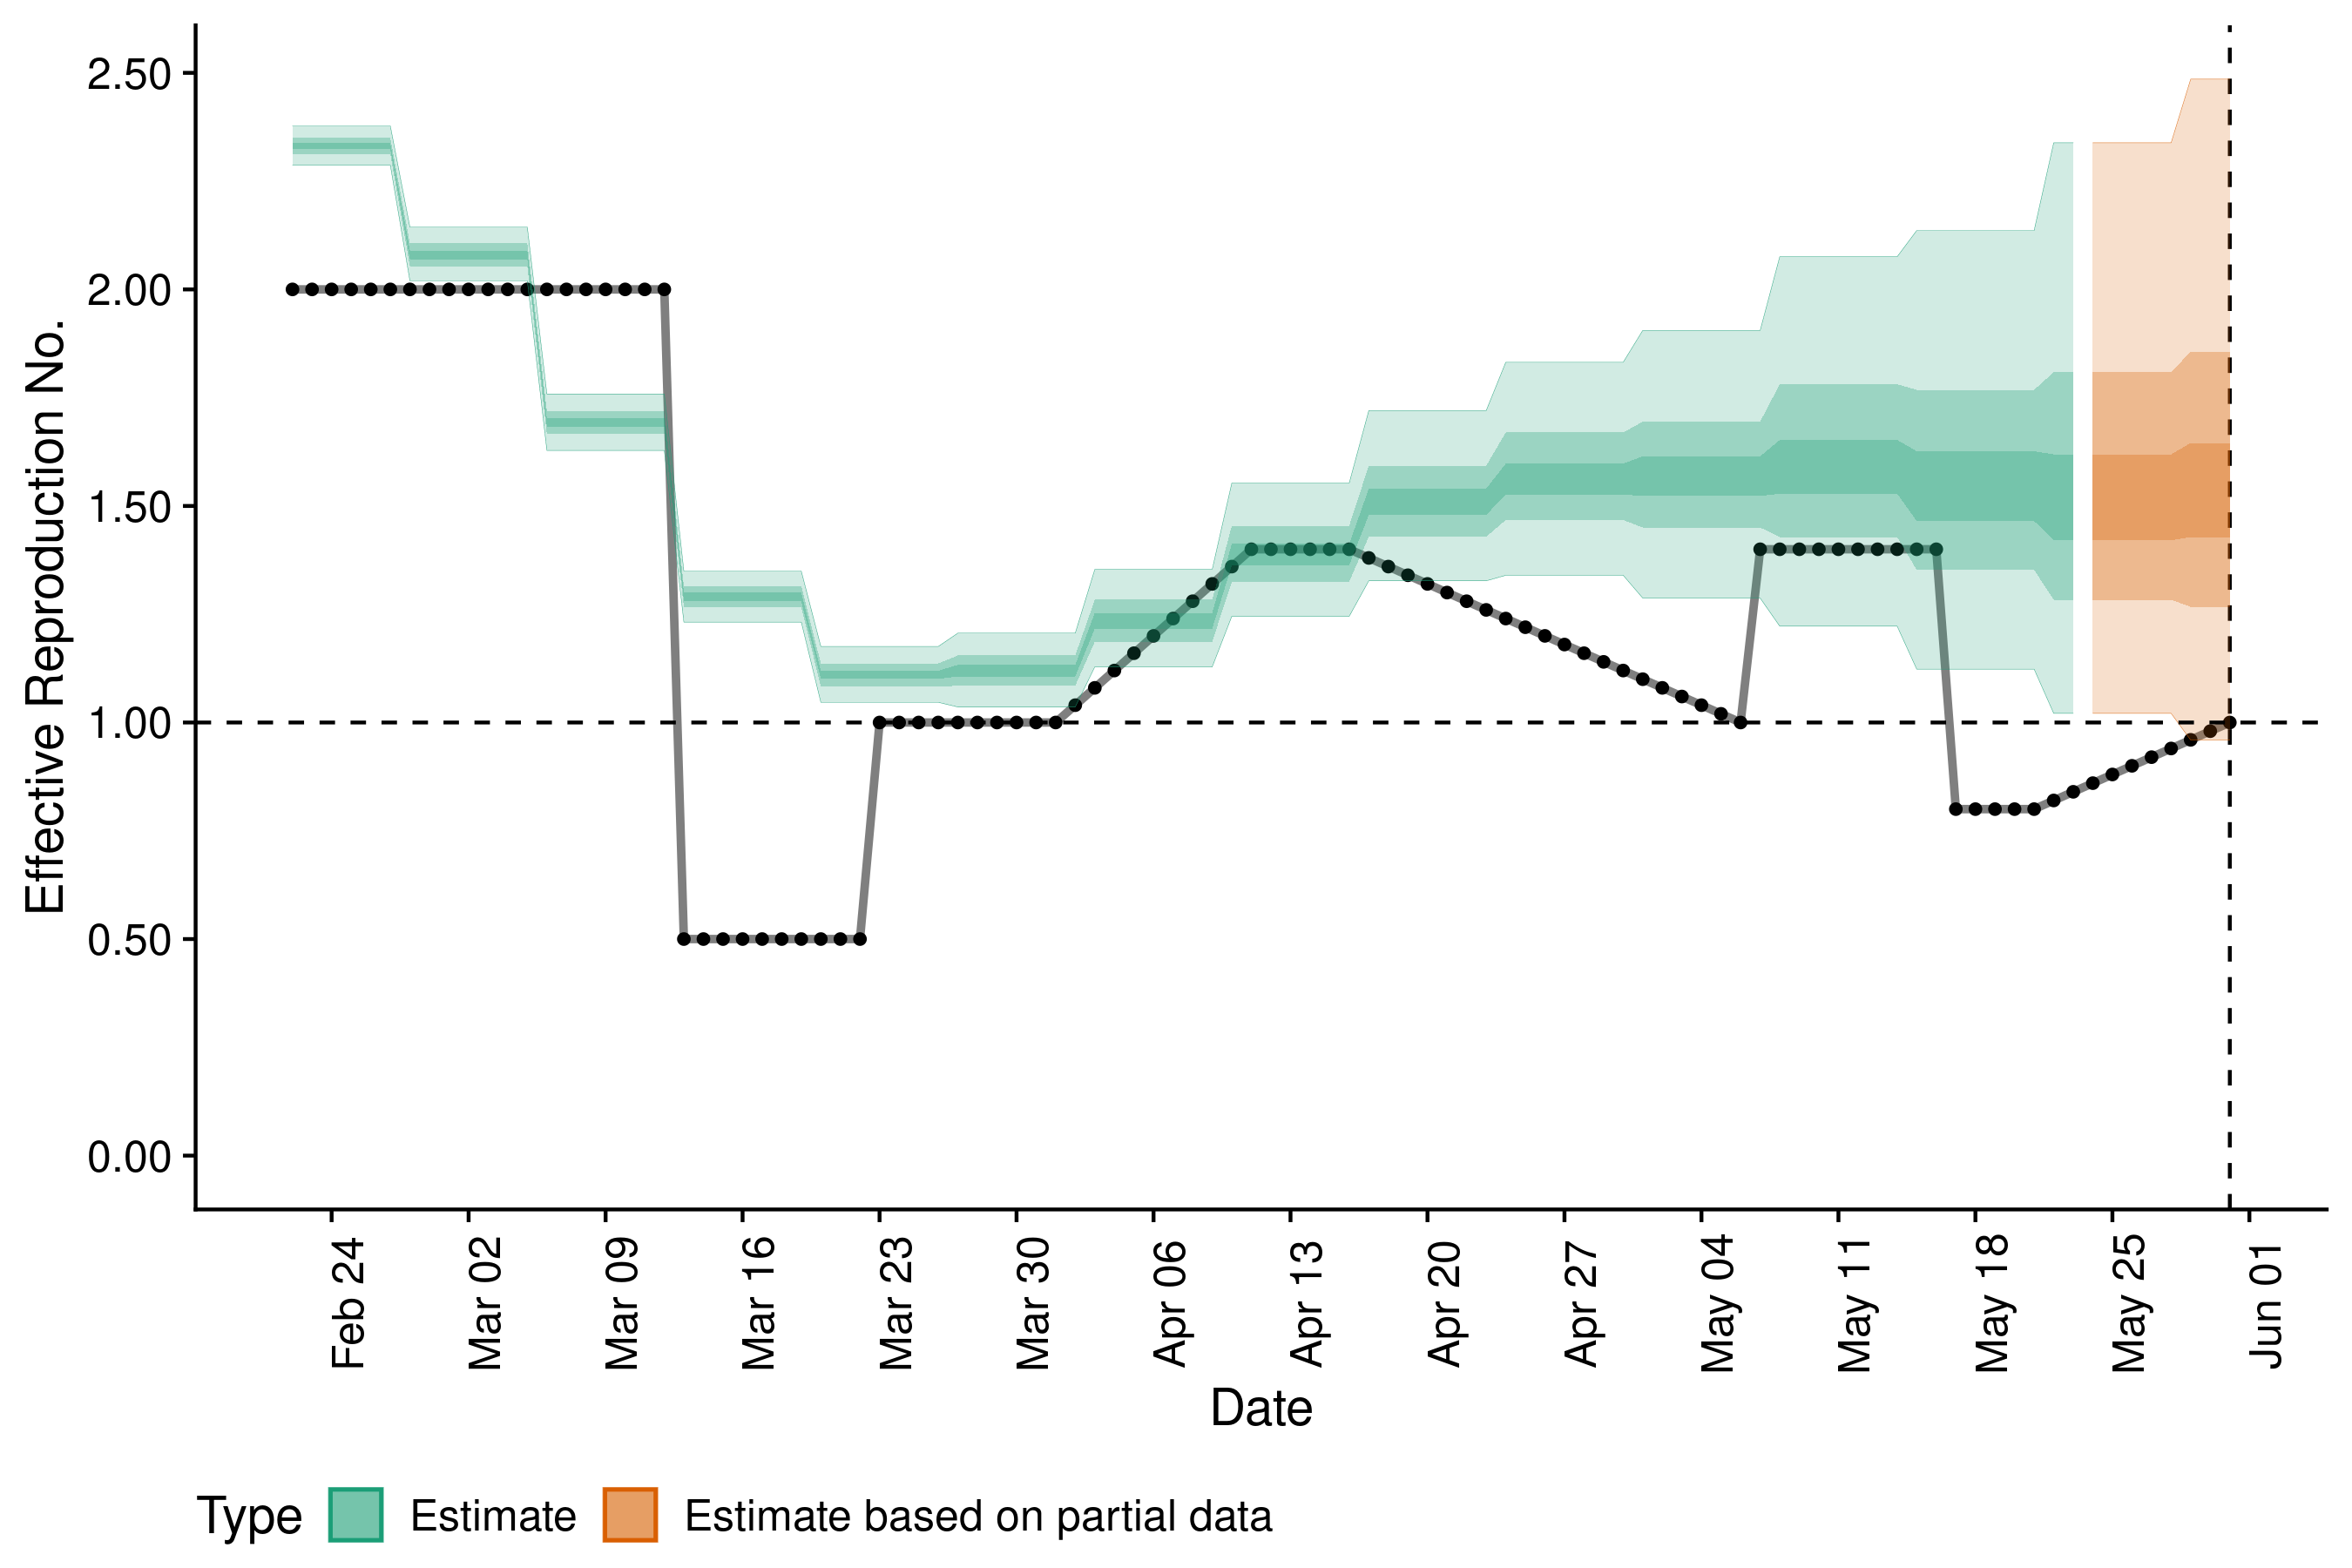 Effective Reproduction No.
2.50
2.00
1.50
1.00
0.50
0.00
Feb 24
Mar 02
Mar 09
Mar 16
Mar 23
Mar 30
Apr 06
Apr 13
Apr 20
Apr 27
May 04
May 11
May 18
May 25
Jun 01
Date
Type Estimate Estimate based on partial data